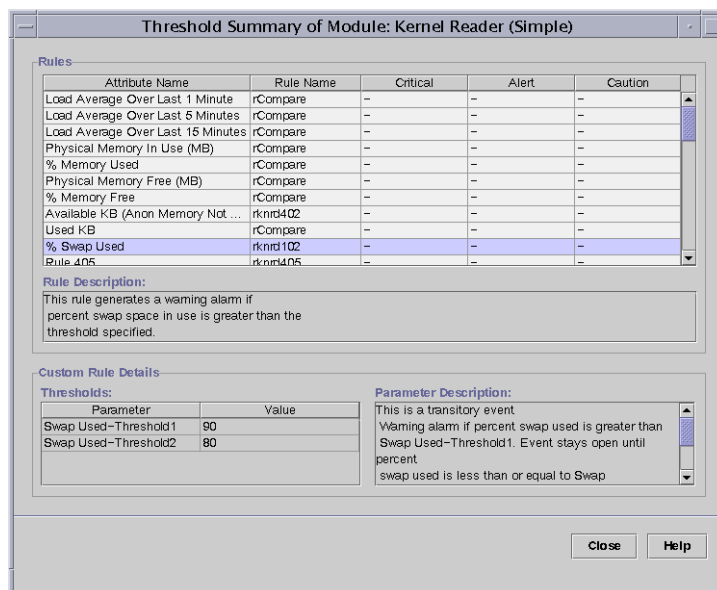 Threshold Summary of Module: Kernel Reader (Simple)
Rules
Attribute Name Rule Name Critical Alert Caution
Load Average Over Last 1 Minute rCompare – – –
Load Average Over Last 5 Minutes rCompare – – –
Load Average Over Last 15 Minutes rCompare – – –
Physical Memory In Use (MB) rCompare – – –
% Memory Used rCompare – – –
Physical Memory Free (MB) rCompare – – –
% Memory Free rCompare – – –
Available KB (Anon Memory Not ... rknrd402 – – –
Used KB rCompare – – –
% Swap Used rknrd102 – – –
Rule 405 rknrd405 – – –
Rule Description:
This rule generates a warning alarm if
percent swap space in use is greater than the
threshold specified.
Custom Rule Details
Thresholds:
Parameter Value
Swap Used–Threshold1 90
Swap Used–Threshold2 80
Parameter Description:
This is a transitory event
Warning alarm if percent swap used is greater than
Swap Used–Threshold1. Event stays open until
percent
swap used is less than or equal to Swap
Close Help